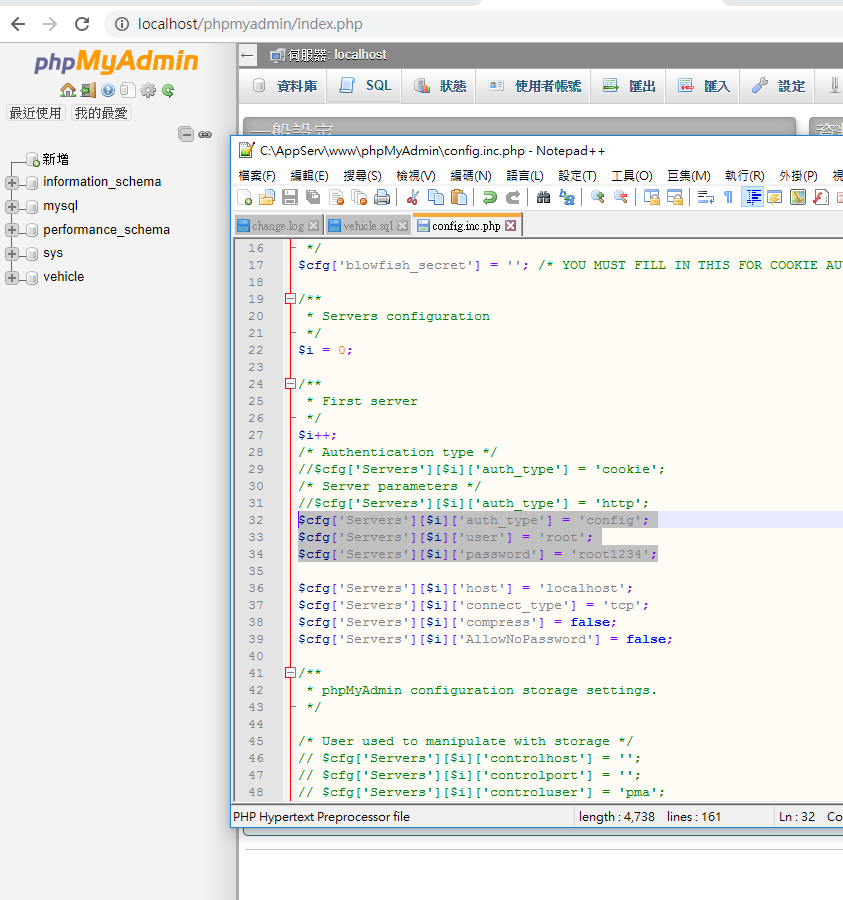 localhost/phpmyadmin/index.php
phpMyAdmin
最近使用 我的最愛
新增
information_schema
mysql
performance_schema
sys
vehicle
伺服器: localhost
資料庫 SQL 狀態 使用者帳號 匯出 匯入 設定
一般設定
C:\AppServ\www\phpMyAdmin\config.inc.php - Notepad++
檔案(F) 編輯(E) 搜尋(S) 檢視(V) 編碼(N) 語言(L) 設定(T) 工具(O) 巨集(M) 執行(R) 外掛(P) 視
change.log vehicle.sql config.inc.php
16 */
17 $cfg['blowfish_secret'] = ''; /* YOU MUST FILL IN THIS FOR COOKIE AU
18
19 /**
20 * Servers configuration
21 */
22 $i = 0;
23
24 /**
25 * First server
26 */
27 $i++;
28 /* Authentication type */
29 //$cfg['Servers'][$i]['auth_type'] = 'cookie';
30 /* Server parameters */
31 //$cfg['Servers'][$i]['auth_type'] = 'http';
32 $cfg['Servers'][$i]['auth_type'] = 'config';
33 $cfg['Servers'][$i]['user'] = 'root';
34 $cfg['Servers'][$i]['password'] = 'root1234';
35
36 $cfg['Servers'][$i]['host'] = 'localhost';
37 $cfg['Servers'][$i]['connect_type'] = 'tcp';
38 $cfg['Servers'][$i]['compress'] = false;
39 $cfg['Servers'][$i]['AllowNoPassword'] = false;
40
41 /**
42 * phpMyAdmin configuration storage settings.
43 */
44
45 /* User used to manipulate with storage */
46 // $cfg['Servers'][$i]['controlhost'] = '';
47 // $cfg['Servers'][$i]['controlport'] = '';
48 // $cfg['Servers'][$i]['controluser'] = 'pma';
PHP Hypertext Preprocessor file length : 4,738 lines : 161 Ln : 32 Co